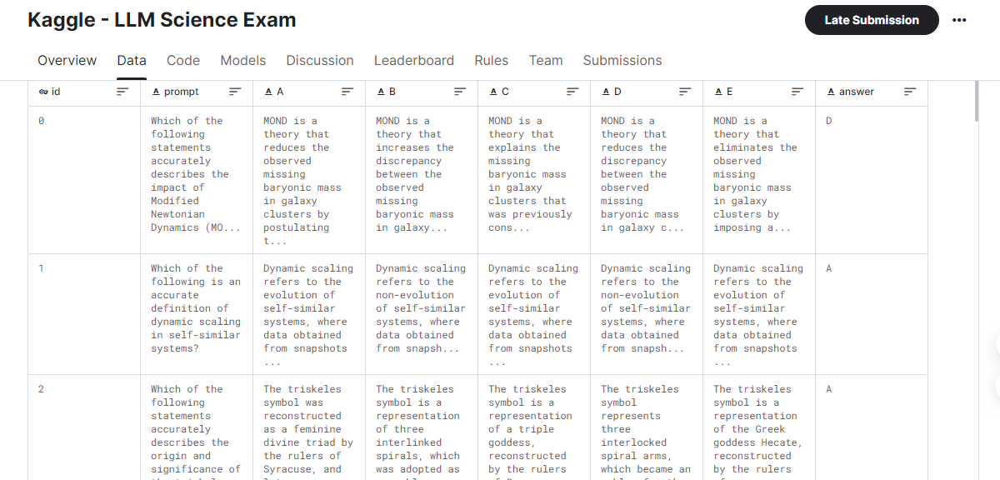 Kaggle - LLM Science Exam
Late Submission
Overview Data Code Models Discussion Leaderboard Rules Team Submissions
id A prompt A A A B A C A D A E A answer
0
Which of the
following
statements
accurately
describes the
impact of
Modified
Newtonian
Dynamics (MO...
MOND is a
theory that
reduces the
observed
missing
baryonic mass
in galaxy
clusters by
postulating
t...
MOND is a
theory that
increases the
discrepancy
between the
observed
missing
baryonic mass
in galaxy...
MOND is a
theory that
explains the
missing
baryonic mass
in galaxy
clusters that
was previously
cons...
MOND is a
theory that
reduces the
discrepancy
between the
observed
missing
baryonic mass
in galaxy c...
MOND is a
theory that
eliminates the
observed
missing
baryonic mass
in galaxy
clusters by
imposing a...
D
1
Which of the
following is an
accurate
definition of
dynamic scaling
in self-similar
systems?
Dynamic scaling
refers to the
evolution of
self-similar
systems, where
data obtained
from snapshots
...
Dynamic scaling
refers to the
non-evolution
of self-similar
systems, where
data obtained
from snapsh...
Dynamic scaling
refers to the
evolution of
self-similar
systems, where
data obtained
from snapshots
...
Dynamic scaling
refers to the
non-evolution
of self-similar
systems, where
data obtained
from snapsh...
Dynamic scaling
refers to the
evolution of
self-similar
systems, where
data obtained
from snapshots
...
A
2
Which of the
following
statements
accurately
describes the
origin and
significance of
The triskeles
symbol was
reconstructed
as a feminine
divine triad by
the rulers of
Syracuse, and
The triskeles
symbol is a
representation
of three
interlinked
spirals, which
was adopted as
The triskeles
symbol is a
representation
of a triple
goddess,
reconstructed
by the rulers
The triskeles
symbol
represents
three
interlocked
spiral arms,
which became an
The triskeles
symbol is a
representation
of the Greek
goddess Hecate,
reconstructed
by the rulers
A